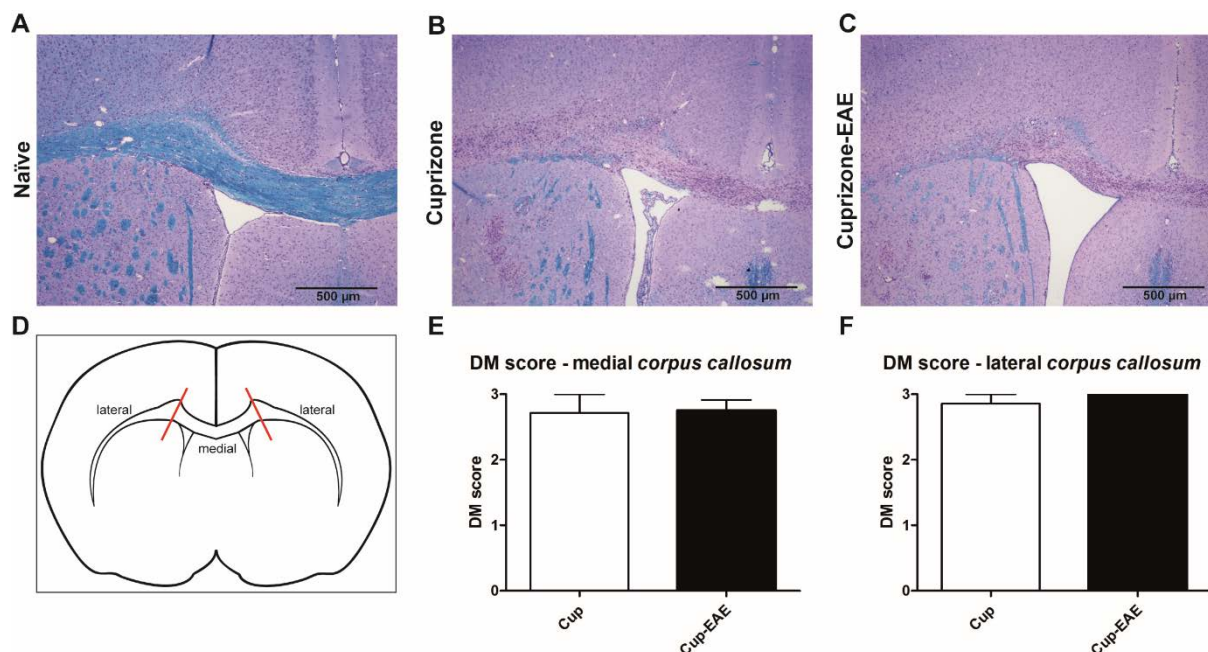 A
Naïve
500 µm
B
Cuprizone
500 µm
C
Cuprizone-EAE
500 µm
D
lateral
lateral
medial
E
DM score - medial corpus callosum
DM score
3
2
1
0
Cup
Cup-EAE
F
DM score - lateral corpus callosum
DM score
3
2
1
0
Cup
Cup-EAE